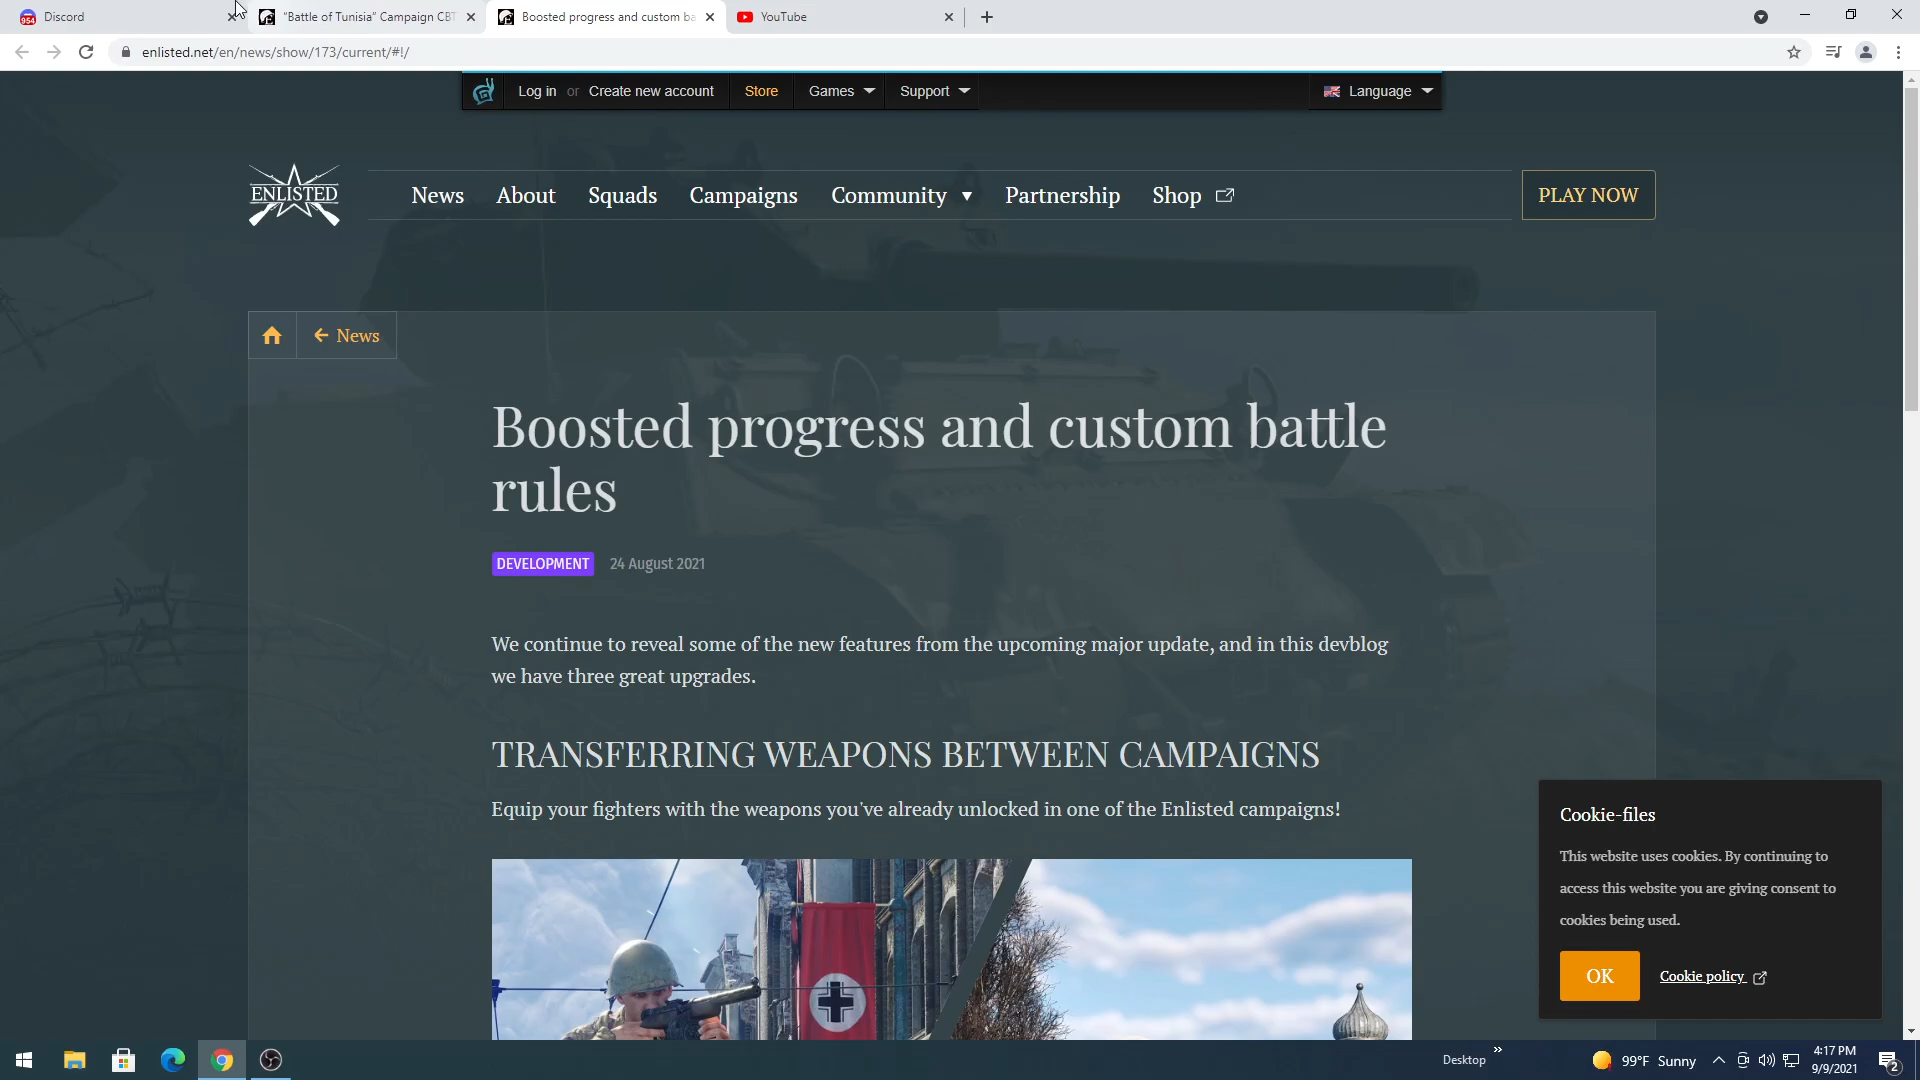 954 Discord
"Battle of Tunisia" Campaign CBT
Boosted progress and custom ba
YouTube
enlisted.net/en/news/show/173/current/#!/
Log in or Create new account Store Games Support Language
ENLISTED
News About Squads Campaigns Community Partnership Shop
PLAY NOW
News
Boosted progress and custom battle
rules
DEVELOPMENT 24 August 2021
We continue to reveal some of the new features from the upcoming major update, and in this devblog
we have three great upgrades.
TRANSFERRING WEAPONS BETWEEN CAMPAIGNS
Equip your fighters with the weapons you've already unlocked in one of the Enlisted campaigns!
Cookie-files
This website uses cookies. By continuing to
access this website you are giving consent to
cookies being used.
OK Cookie policy
Desktop
99°F Sunny
4:17 PM
9/9/2021
2